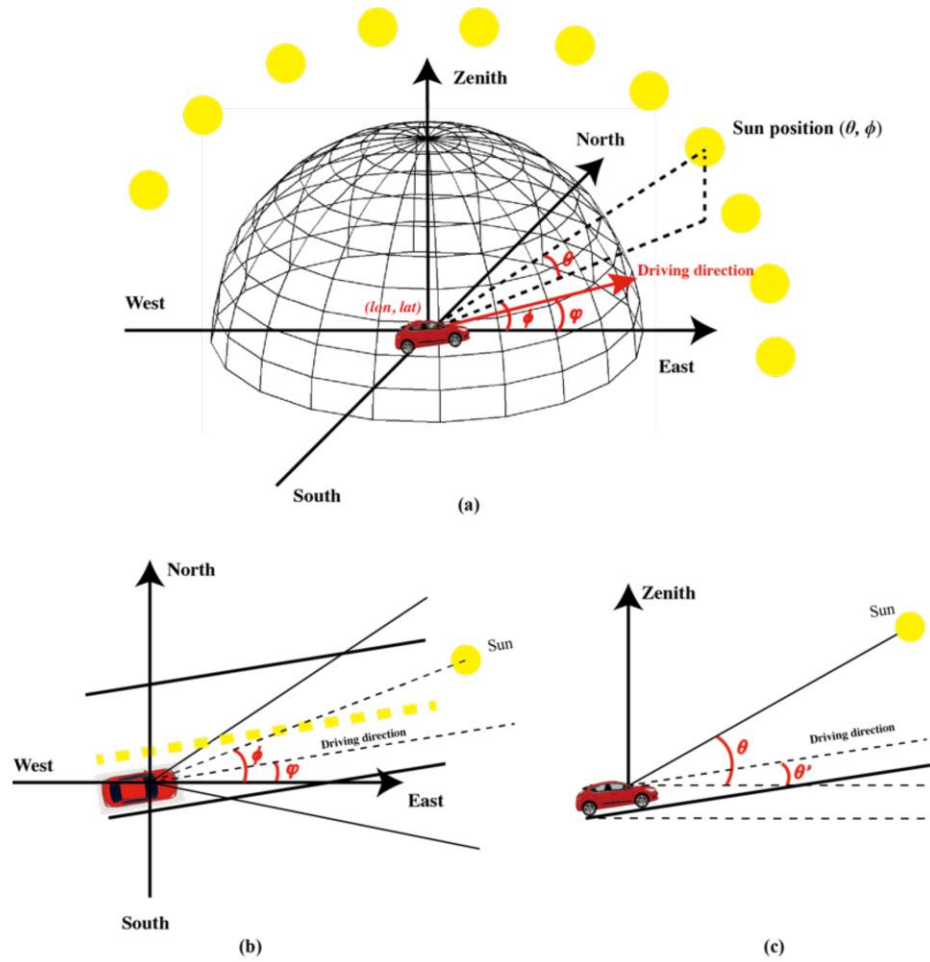 Zenith
North
Sun position (θ, ϕ)
θ
Driving direction
West
(lon, lat)
ϕ
φ
East
South
(a)
North
Sun
Driving direction
ϕ
φ
West
East
South
(b)
Zenith
Sun
Driving direction
θ
θ'
(c)